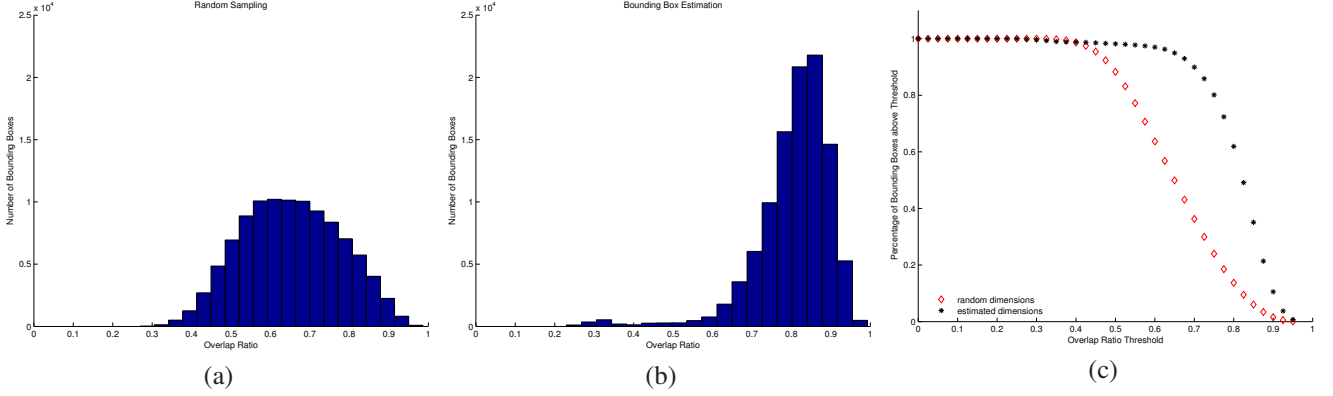 Random Sampling
2.5 x 10⁴
2
1.5
1
0.5
0
0 0.1 0.2 0.3 0.4 0.5 0.6 0.7 0.8 0.9 1
Number of Bounding Boxes
Overlap Ratio
(a)
Bounding Box Estimation
2.5 x 10⁴
2
1.5
1
0.5
0
0 0.1 0.2 0.3 0.4 0.5 0.6 0.7 0.8 0.9 1
Number of Bounding Boxes
Overlap Ratio
(b)
1
0.8
0.6
0.4
0.2
0
0 0.1 0.2 0.3 0.4 0.5 0.6 0.7 0.8 0.9 1
Percentage of Bounding Boxes above Threshold
random dimensions
estimated dimensions
Overlap Ratio Threshold
(c)